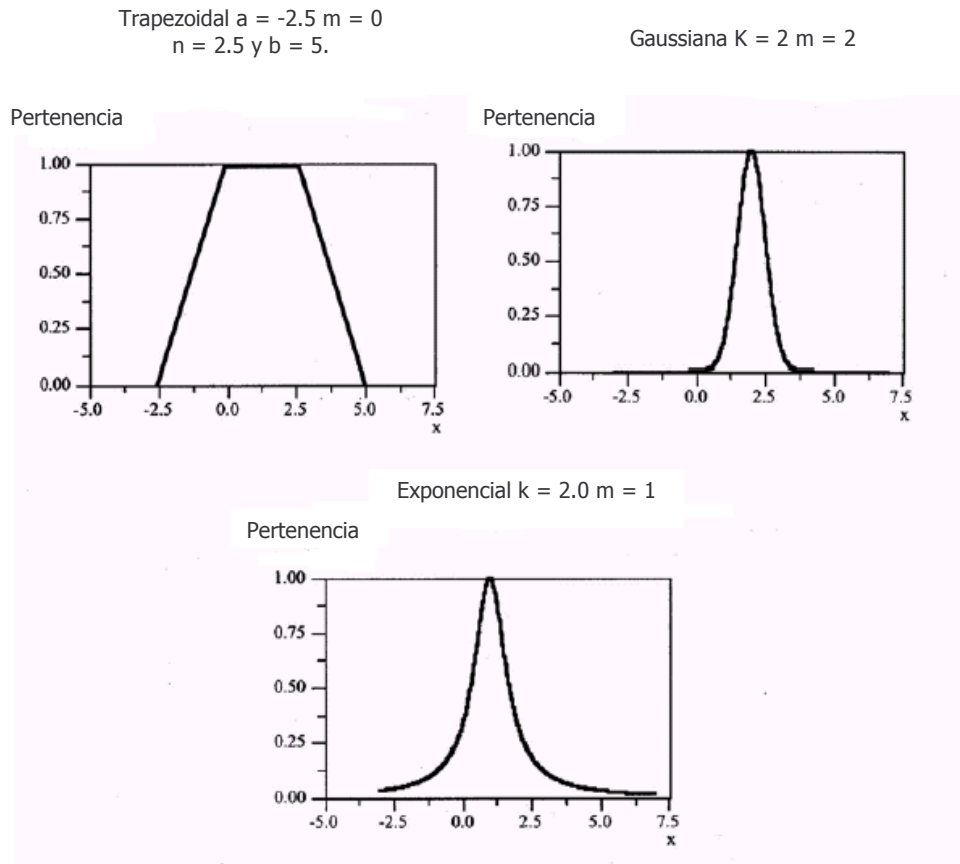 Trapezoidal a = -2.5 m = 0
n = 2.5 y b = 5.
Gaussiana K = 2 m = 2
Pertenencia
1.00
0.75
0.50
0.25
0.00
-5.0 -2.5 0.0 2.5 5.0 7.5
x
Pertenencia
1.00
0.75
0.50
0.25
0.00
-5.0 -2.5 0.0 2.5 5.0 7.5
x
Exponencial k = 2.0 m = 1
Pertenencia
1.00
0.75
0.50
0.25
0.00
-5.0 -2.5 0.0 2.5 5.0 7.5
x